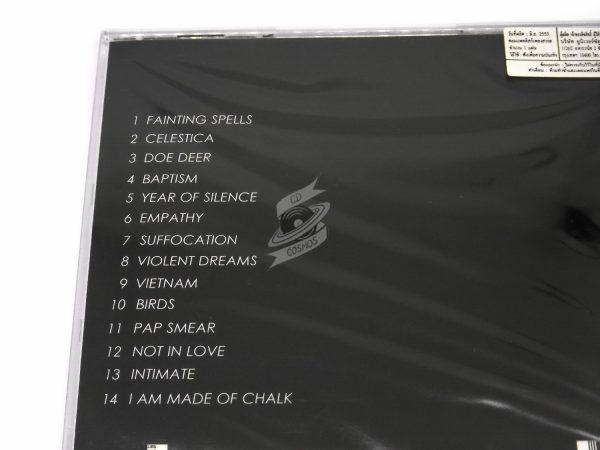 1 FAINTING SPELLS
2 CELESTICA
3 DOE DEER
4 BAPTISM
5 YEAR OF SILENCE
6 EMPATHY
7 SUFFOCATION
8 VIOLENT DREAMS
9 VIETNAM
10 BIRDS
11 PAP SMEAR
12 NOT IN LOVE
13 INTIMATE
14 I AM MADE OF CHALK
CD
COSMOS